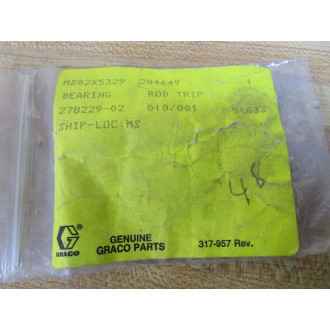 MS02X5329 204649 1
BEARING ROD TRIP
278229-02 010/001
SHIP-LOC:MS
48
GRACO
GENUINE
GRACO PARTS
317-957 Rev.